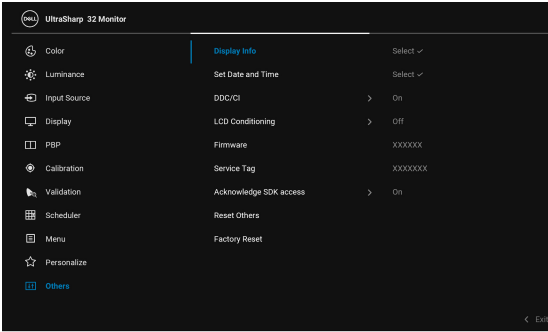 DELL UltraSharp 32 Monitor
Color Display Info Select ✓
Luminance Set Date and Time Select ✓
Input Source DDC/CI > On
Display LCD Conditioning > Off
PBP Firmware XXXXXX
Calibration Service Tag XXXXXXX
Validation Acknowledge SDK access > On
Scheduler Reset Others
Menu Factory Reset
Personalize
Others
< Exit